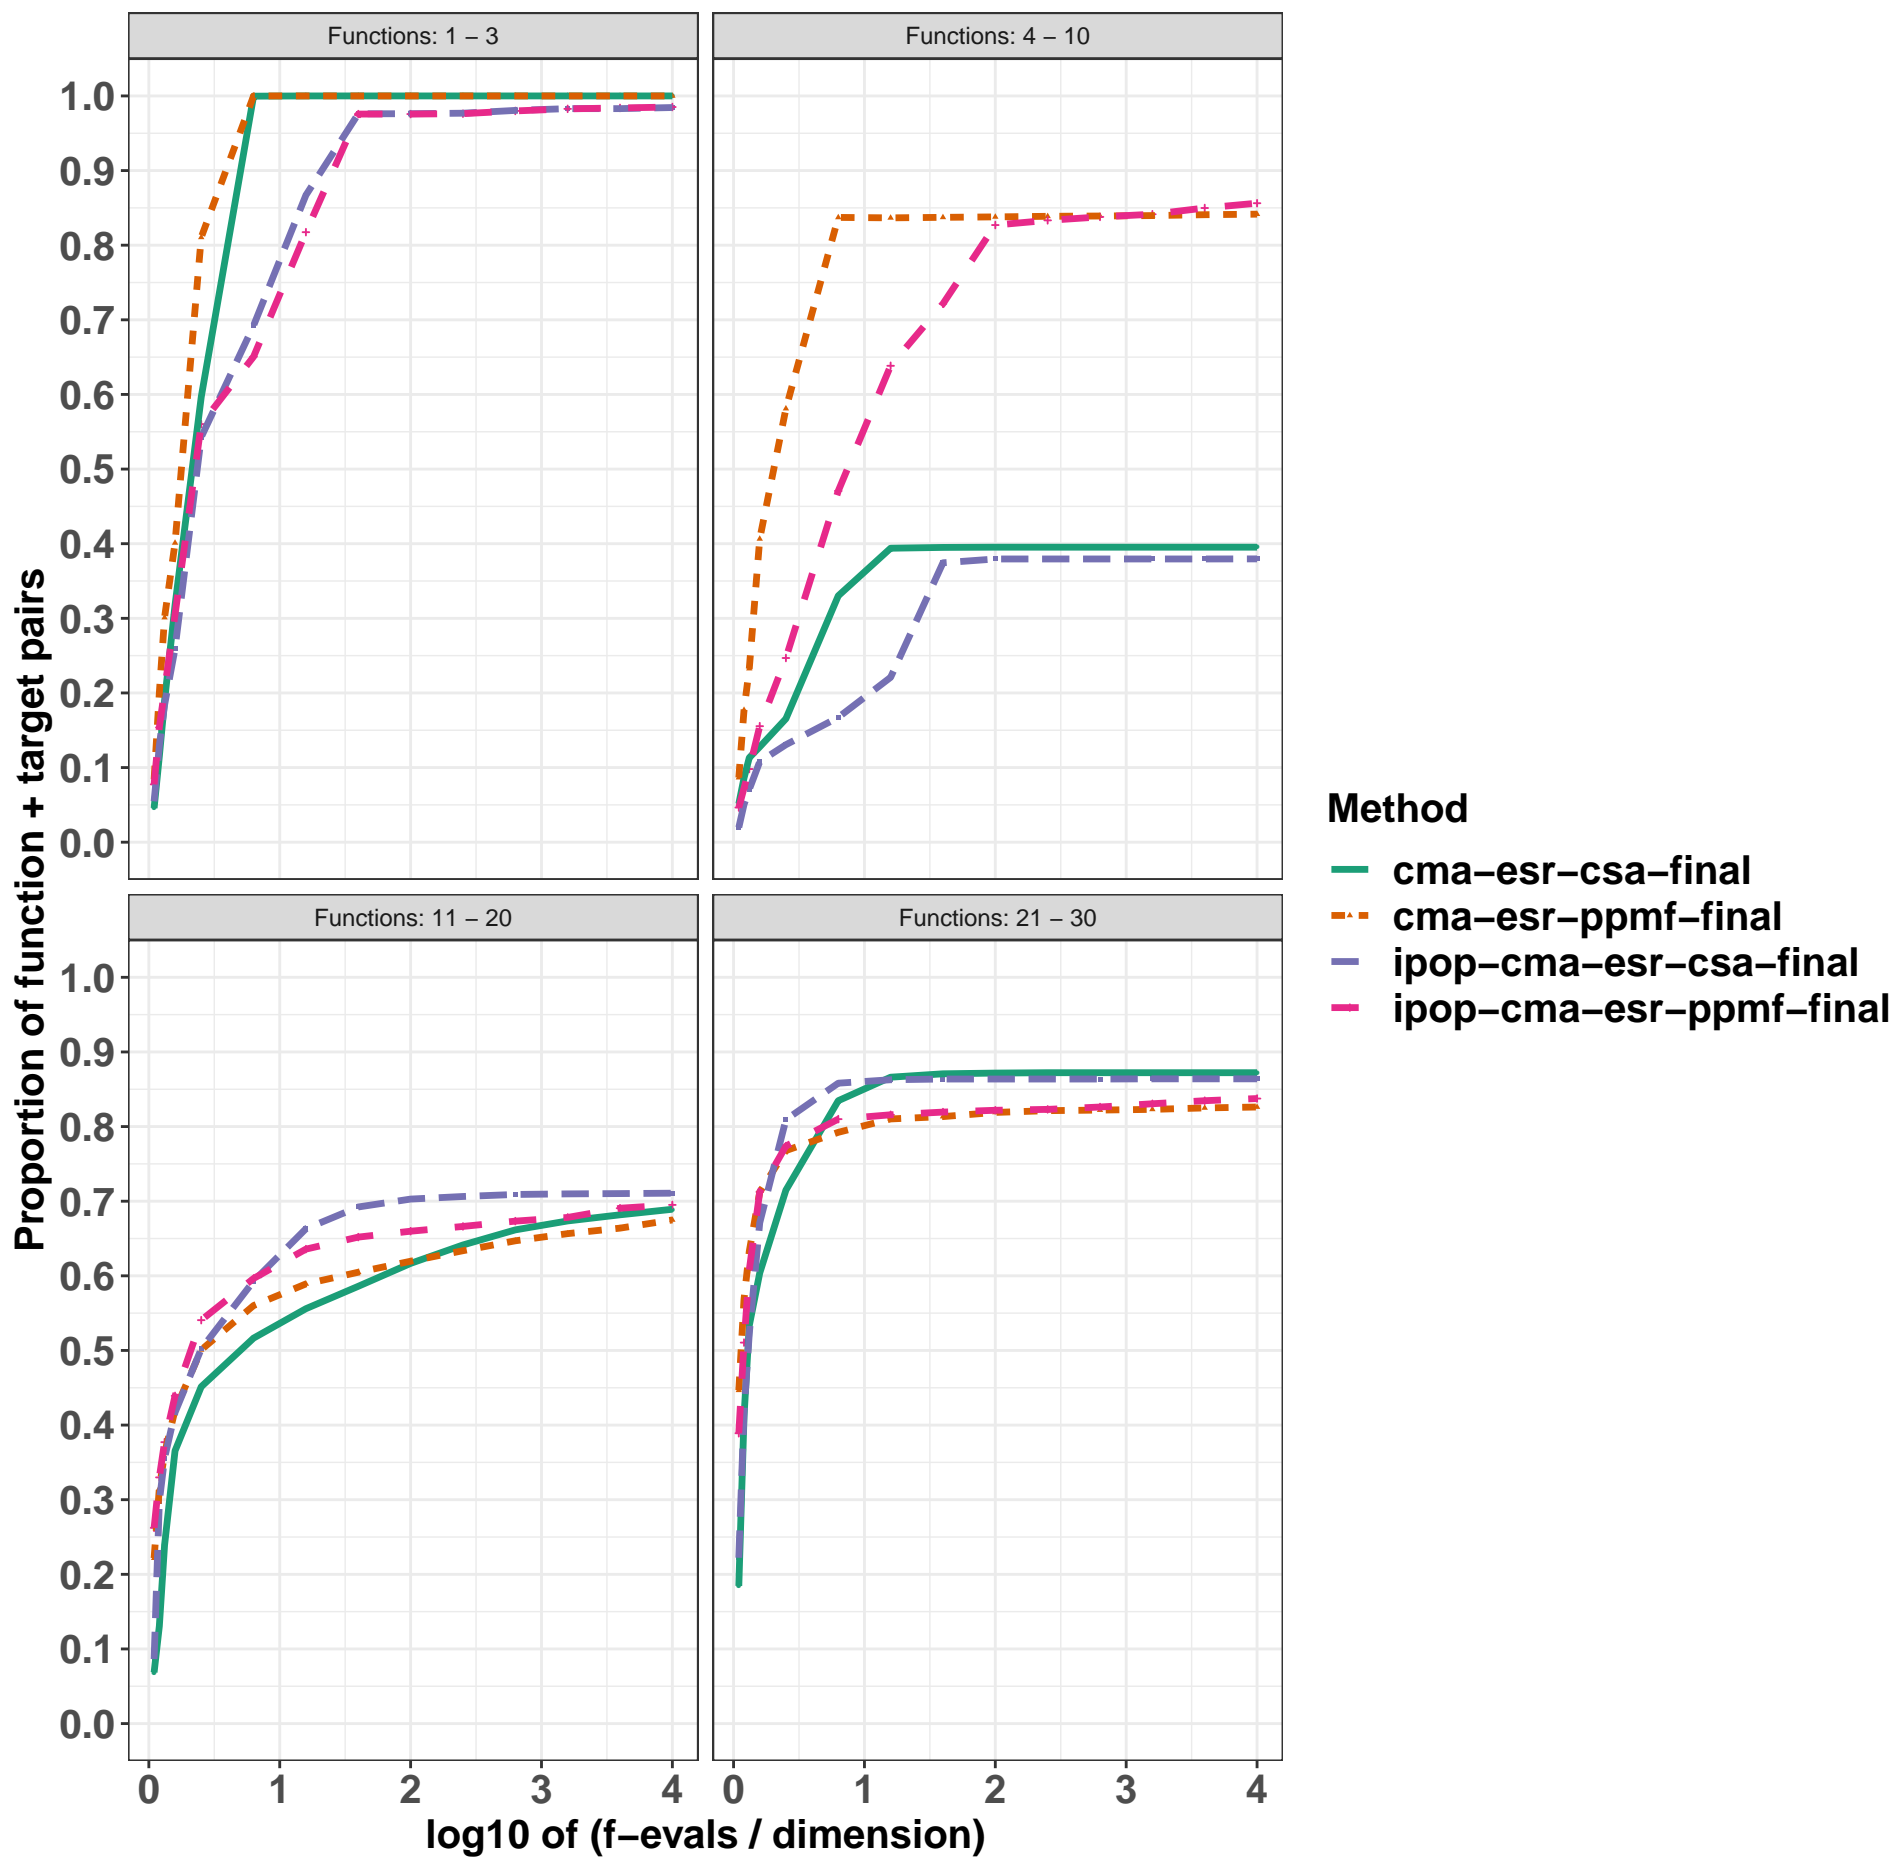 Functions: 1 – 3
Functions: 4 – 10
1.0
0.9
0.8
0.7
0.6
0.5
0.4
0.3
0.2
0.1
0.0
Functions: 11 – 20
Functions: 21 – 30
1.0
0.9
0.8
0.7
0.6
0.5
0.4
0.3
0.2
0.1
0.0
0 1 2 3 4
0 1 2 3 4
log10 of (f–evals / dimension)
Proportion of function + target pairs
Method
cma–esr–csa–final
cma–esr–ppmf–final
ipop–cma–esr–csa–final
ipop–cma–esr–ppmf–final